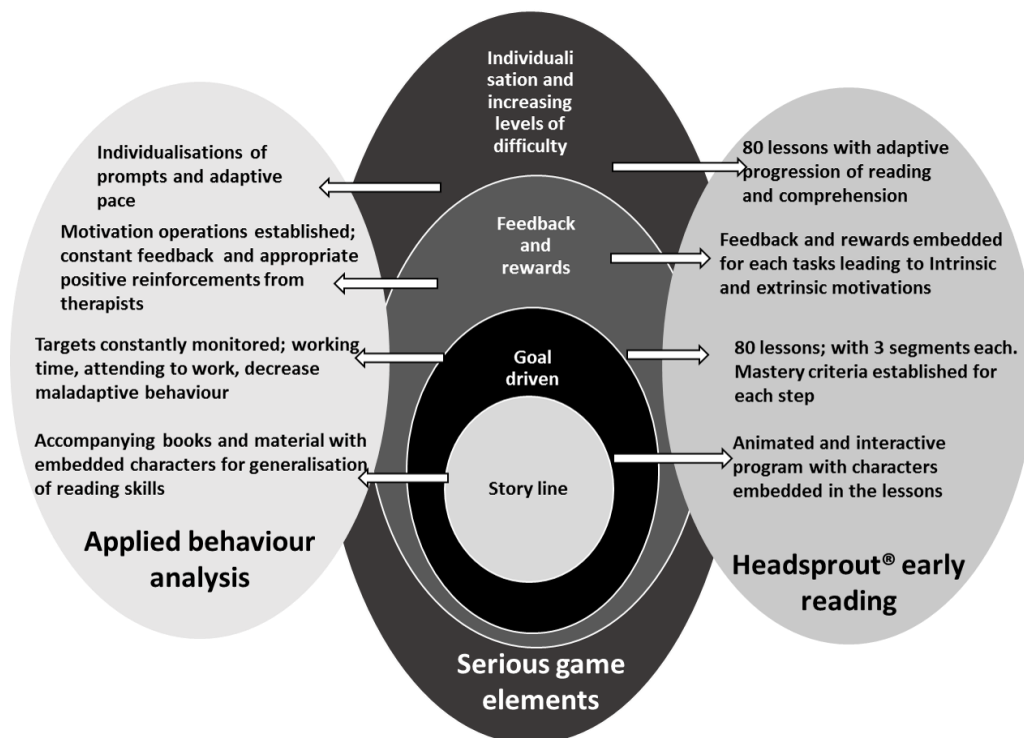 Individuali
sation and
increasing
levels of
difficulty
Feedback
and
rewards
Goal
driven
Story line
Serious game
elements
Individualisations of
prompts and adaptive
pace
Motivation operations established;
constant feedback and appropriate
positive reinforcements from
therapists
Targets constantly monitored; working
time, attending to work, decrease
maladaptive behaviour
Accompanying books and material with
embedded characters for generalisation
of reading skills
Applied behaviour
analysis
80 lessons with adaptive
progression of reading
and comprehension
Feedback and rewards embedded
for each tasks leading to Intrinsic
and extrinsic motivations
80 lessons; with 3 segments each.
Mastery criteria established for
each step
Animated and interactive
program with characters
embedded in the lessons
Headsprout® early
reading